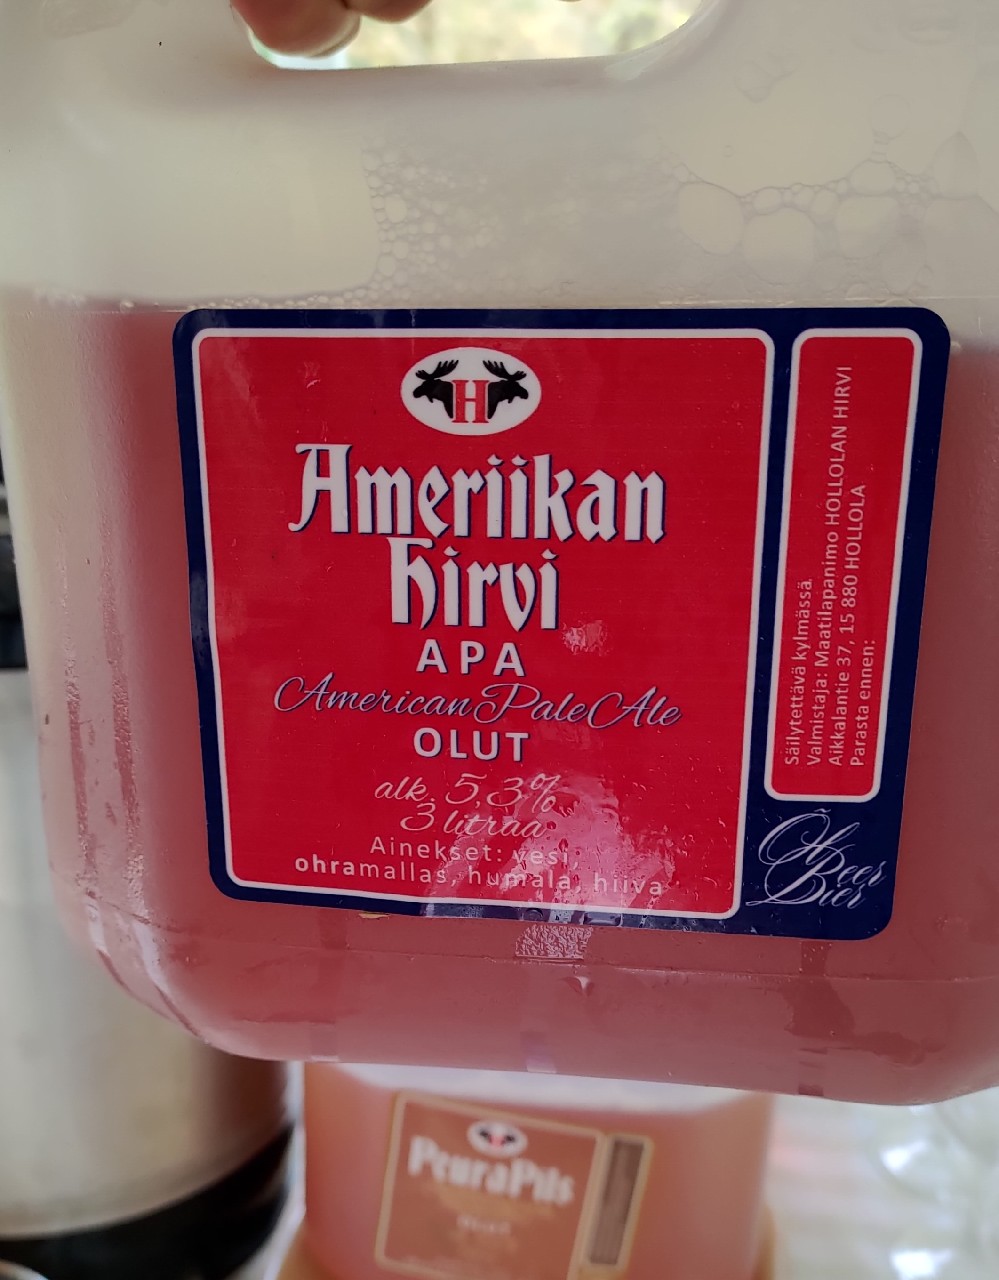 H
Ameriikan
hirvi
APA
American Pale Ale
OLUT
alk. 5,3%
3 litraa
Ainekset: vesi,
ohramallas, humala, hiiva
Säilytettävä kylmässä.
Valmistaja: Maatilapanimo HOLLOLAN HIRVI
Aikkalantie 37, 15 880 HOLLOLA
Parasta ennen:
Õl
Beer
Bier
PeuraPils